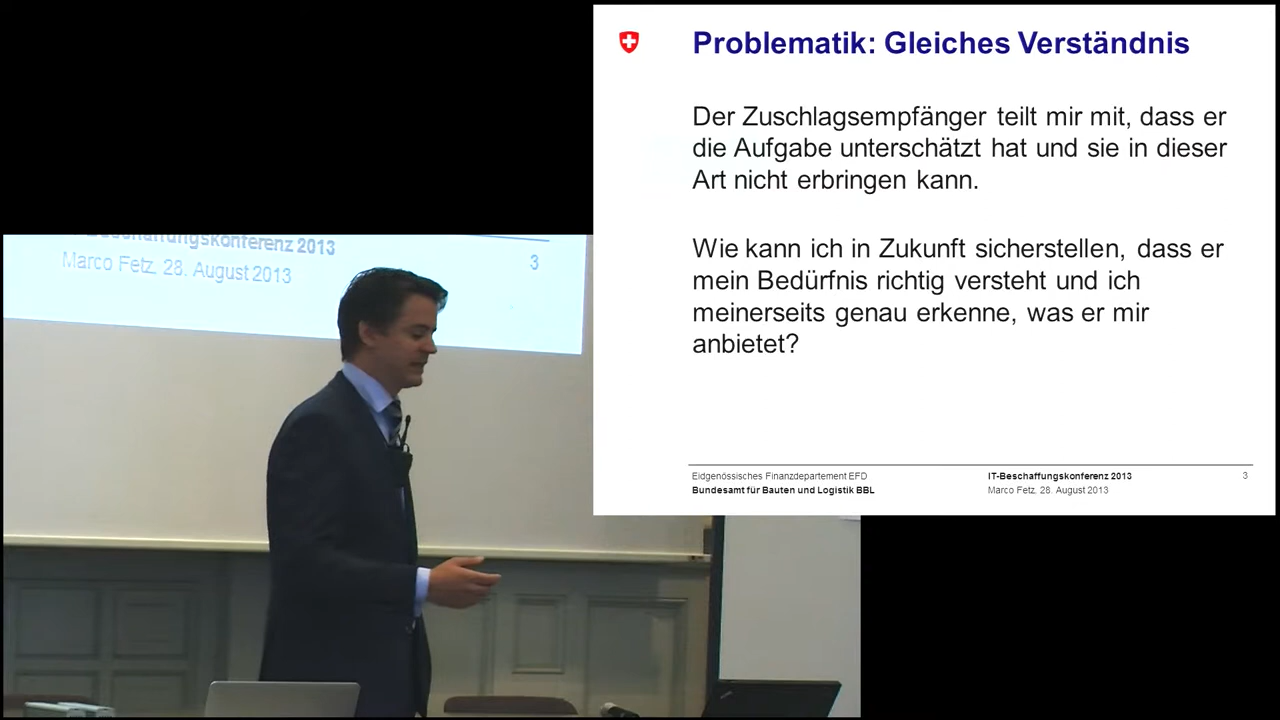 Problematik: Gleiches Verständnis
Der Zuschlagsempfänger teilt mir mit, dass er
die Aufgabe unterschätzt hat und sie in dieser
Art nicht erbringen kann.
Wie kann ich in Zukunft sicherstellen, dass er
mein Bedürfnis richtig versteht und ich
meinerseits genau erkenne, was er mir
anbietet?
Eidgenössisches Finanzdepartement EFD
Bundesamt für Bauten und Logistik BBL
IT-Beschaffungskonferenz 2013
Marco Fetz, 28. August 2013
3
Beschaffungskonferenz 2013
Marco Fetz, 28. August 2013
3